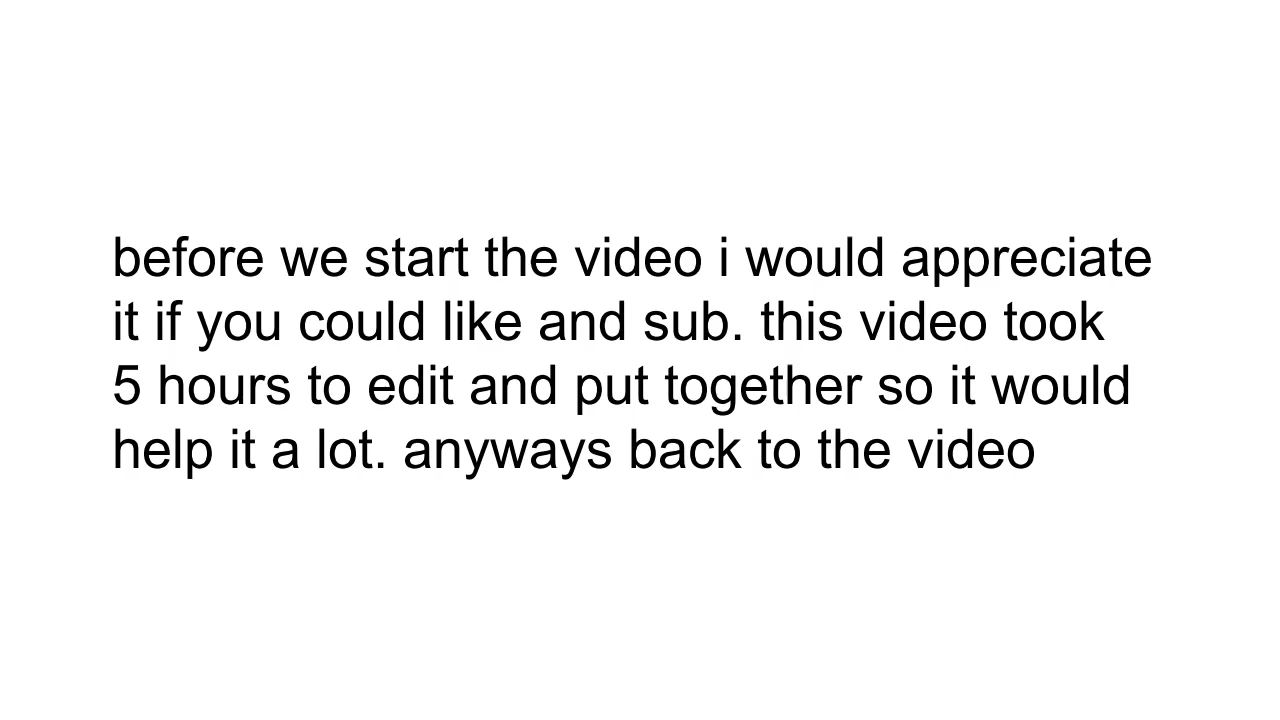 before we start the video i would appreciate
it if you could like and sub. this video took
5 hours to edit and put together so it would
help it a lot. anyways back to the video